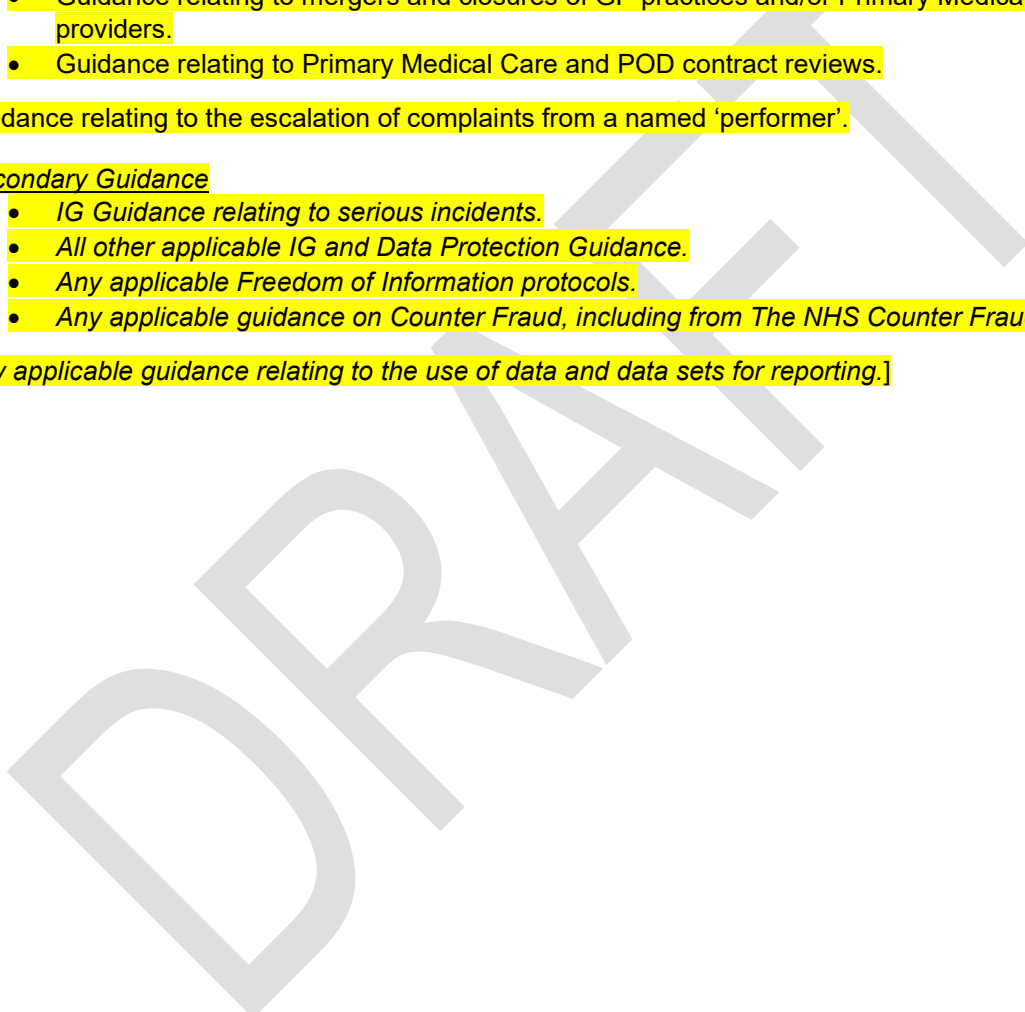 • Guidance relating to mergers and closures of GP practices and/or Primary Medical
providers.
• Guidance relating to Primary Medical Care and POD contract reviews.
dance relating to the escalation of complaints from a named ‘performer’.
condary Guidance
• IG Guidance relating to serious incidents.
• All other applicable IG and Data Protection Guidance.
• Any applicable Freedom of Information protocols.
• Any applicable guidance on Counter Fraud, including from The NHS Counter Frau
y applicable guidance relating to the use of data and data sets for reporting.]
DRAFT